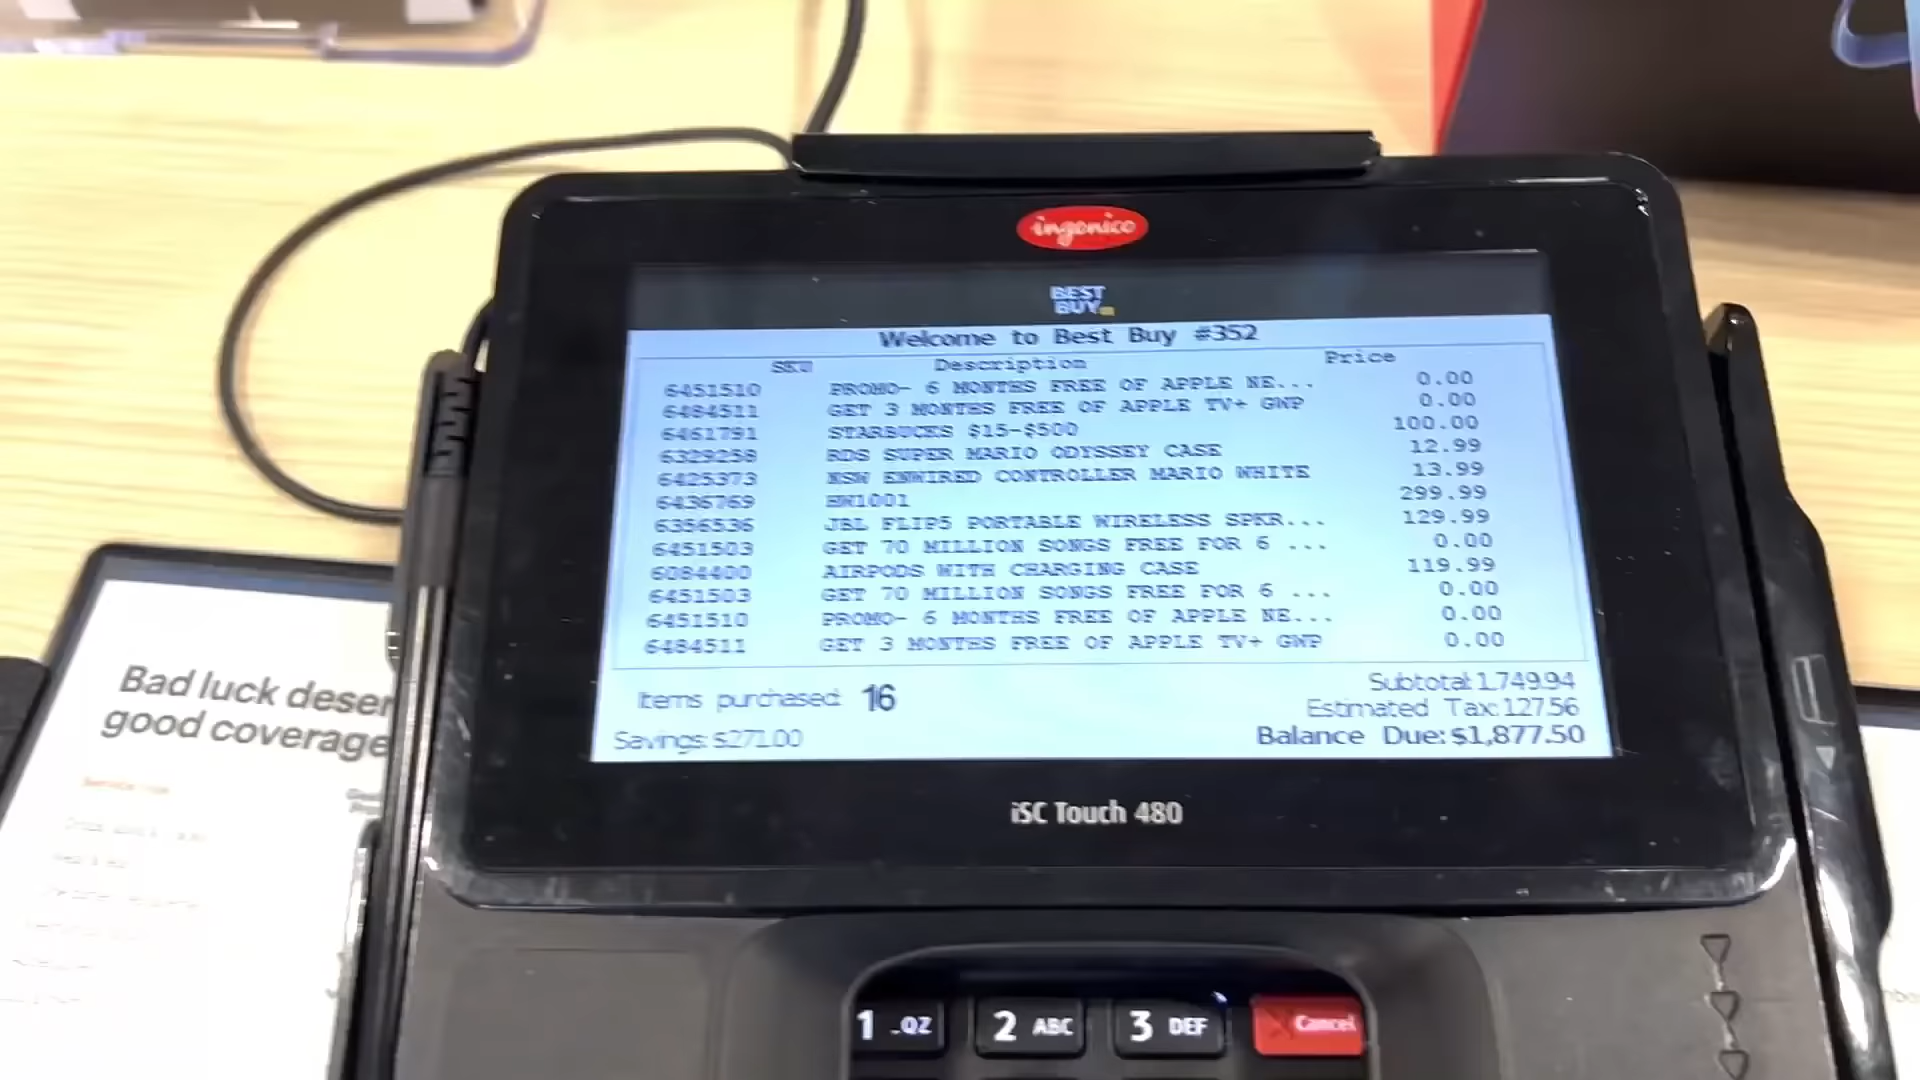 ingenico
BEST
BUY
Welcome to Best Buy #352
SKU Description Price
6451510 PROMO- 6 MONTHS FREE OF APPLE NE... 0.00
6484511 GET 3 MONTHS FREE OF APPLE TV+ GWP 0.00
6461791 STARBUCKS $15-$500 100.00
6329258 RDS SUPER MARIO ODYSSEY CASE 12.99
6425373 NSW ENWIRED CONTROLLER MARIO WHITE 13.99
6436769 HW1001 299.99
6356536 JBL FLIP5 PORTABLE WIRELESS SPKR... 129.99
6451503 GET 70 MILLION SONGS FREE FOR 6 ... 0.00
6084400 AIRPODS WITH CHARGING CASE 119.99
6451503 GET 70 MILLION SONGS FREE FOR 6 ... 0.00
6451510 PROMO- 6 MONTHS FREE OF APPLE NE... 0.00
6484511 GET 3 MONTHS FREE OF APPLE TV+ GWP 0.00
Items purchased: 16
Subtotal: 1,749.94
Estimated Tax: 127.56
Savings: $271.00
Balance Due: $1,877.50
iSC Touch 480
Bad luck deser
good coverage
1 _QZ 2 ABC 3 DEF Cancel